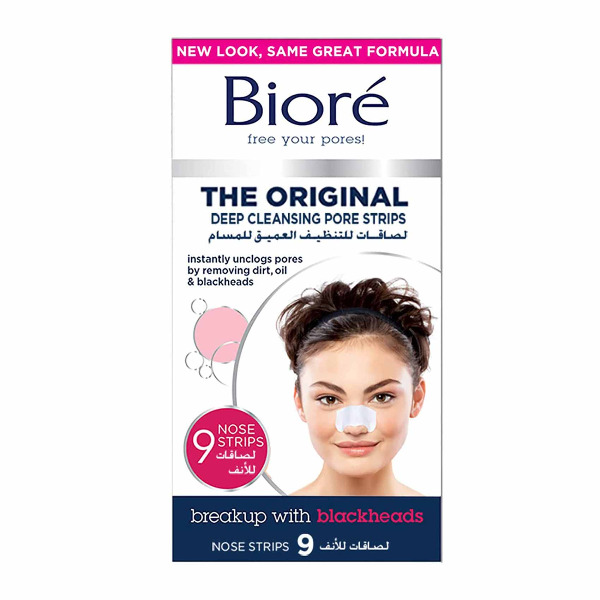 NEW LOOK, SAME GREAT FORMULA
Bioré
free your pores!
THE ORIGINAL
DEEP CLEANSING PORE STRIPS
لصاقات للتنظيف العميق للمسام
instantly unclogs pores
by removing dirt, oil
& blackheads
9 NOSE
STRIPS
لصاقات
للأنف
breakup with blackheads
NOSE STRIPS 9 لصاقات للأنف